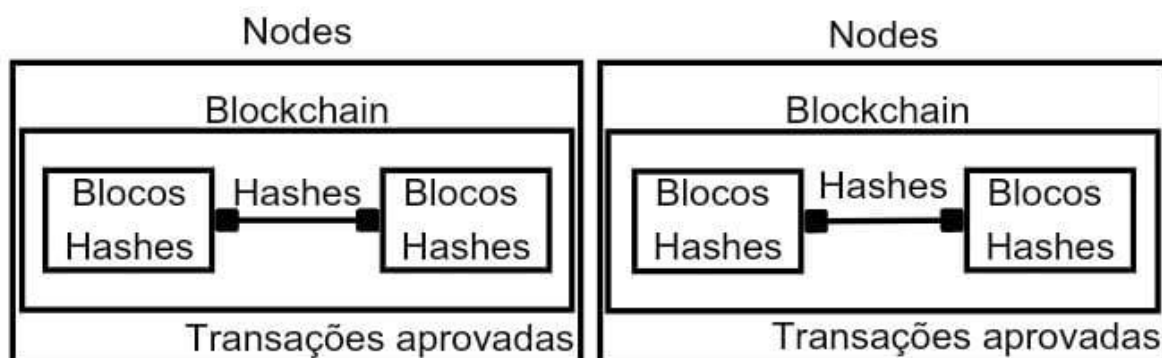 Nodes
Blockchain
Blocos
Hashes
Hashes
Blocos
Hashes
Transações aprovadas
Nodes
Blockchain
Blocos
Hashes
Hashes
Blocos
Hashes
Transações aprovadas